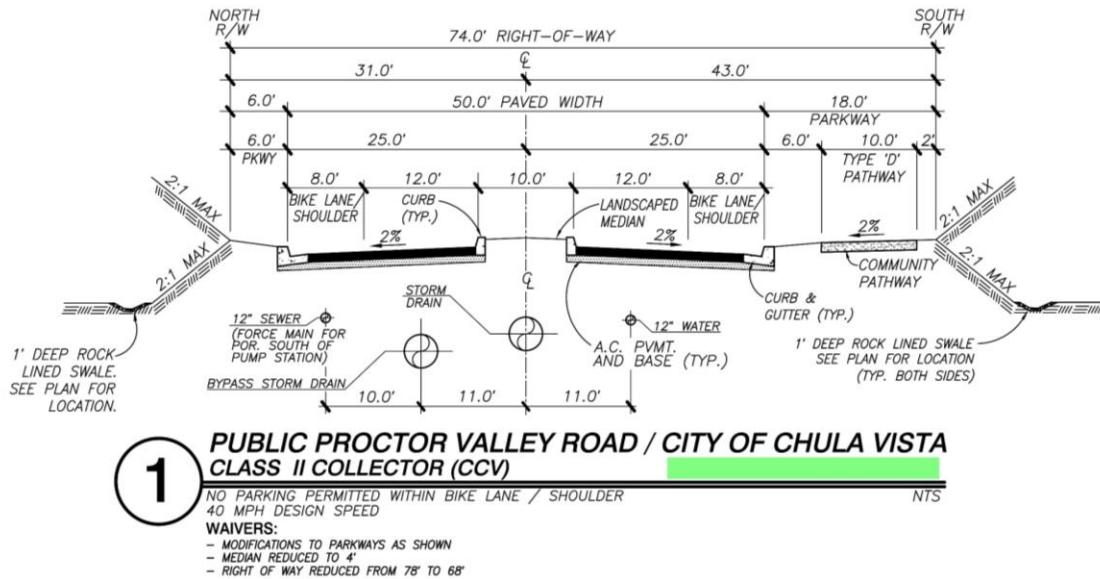 NORTH
R/W
SOUTH
R/W
74.0' RIGHT-OF-WAY
℄
31.0'
43.0'
6.0'
50.0' PAVED WIDTH
18.0'
PARKWAY
6.0'
PKWY
25.0'
25.0'
6.0'
10.0'
2'
TYPE 'D'
PATHWAY
8.0'
12.0'
10.0'
12.0'
8.0'
BIKE LANE/
SHOULDER
CURB
(TYP.)
LANDSCAPED
MEDIAN
BIKE LANE/
SHOULDER
2:1 MAX
2:1 MAX
2%
2%
2%
2:1 MAX
2:1 MAX
COMMUNITY
PATHWAY
℄
STORM
DRAIN
CURB &
GUTTER (TYP.)
12" SEWER
(FORCE MAIN FOR
POR. SOUTH OF
PUMP STATION)
12" WATER
A.C. PVMT.
AND BASE (TYP.)
BYPASS STORM DRAIN
1' DEEP ROCK
LINED SWALE.
SEE PLAN FOR
LOCATION.
1' DEEP ROCK LINED SWALE
SEE PLAN FOR LOCATION
(TYP. BOTH SIDES)
10.0'
11.0'
11.0'
1
PUBLIC PROCTOR VALLEY ROAD / CITY OF CHULA VISTA
CLASS II COLLECTOR (CCV)
NO PARKING PERMITTED WITHIN BIKE LANE / SHOULDER
NTS
40 MPH DESIGN SPEED
WAIVERS:
- MODIFICATIONS TO PARKWAYS AS SHOWN
- MEDIAN REDUCED TO 4'
- RIGHT OF WAY REDUCED FROM 78' TO 68'